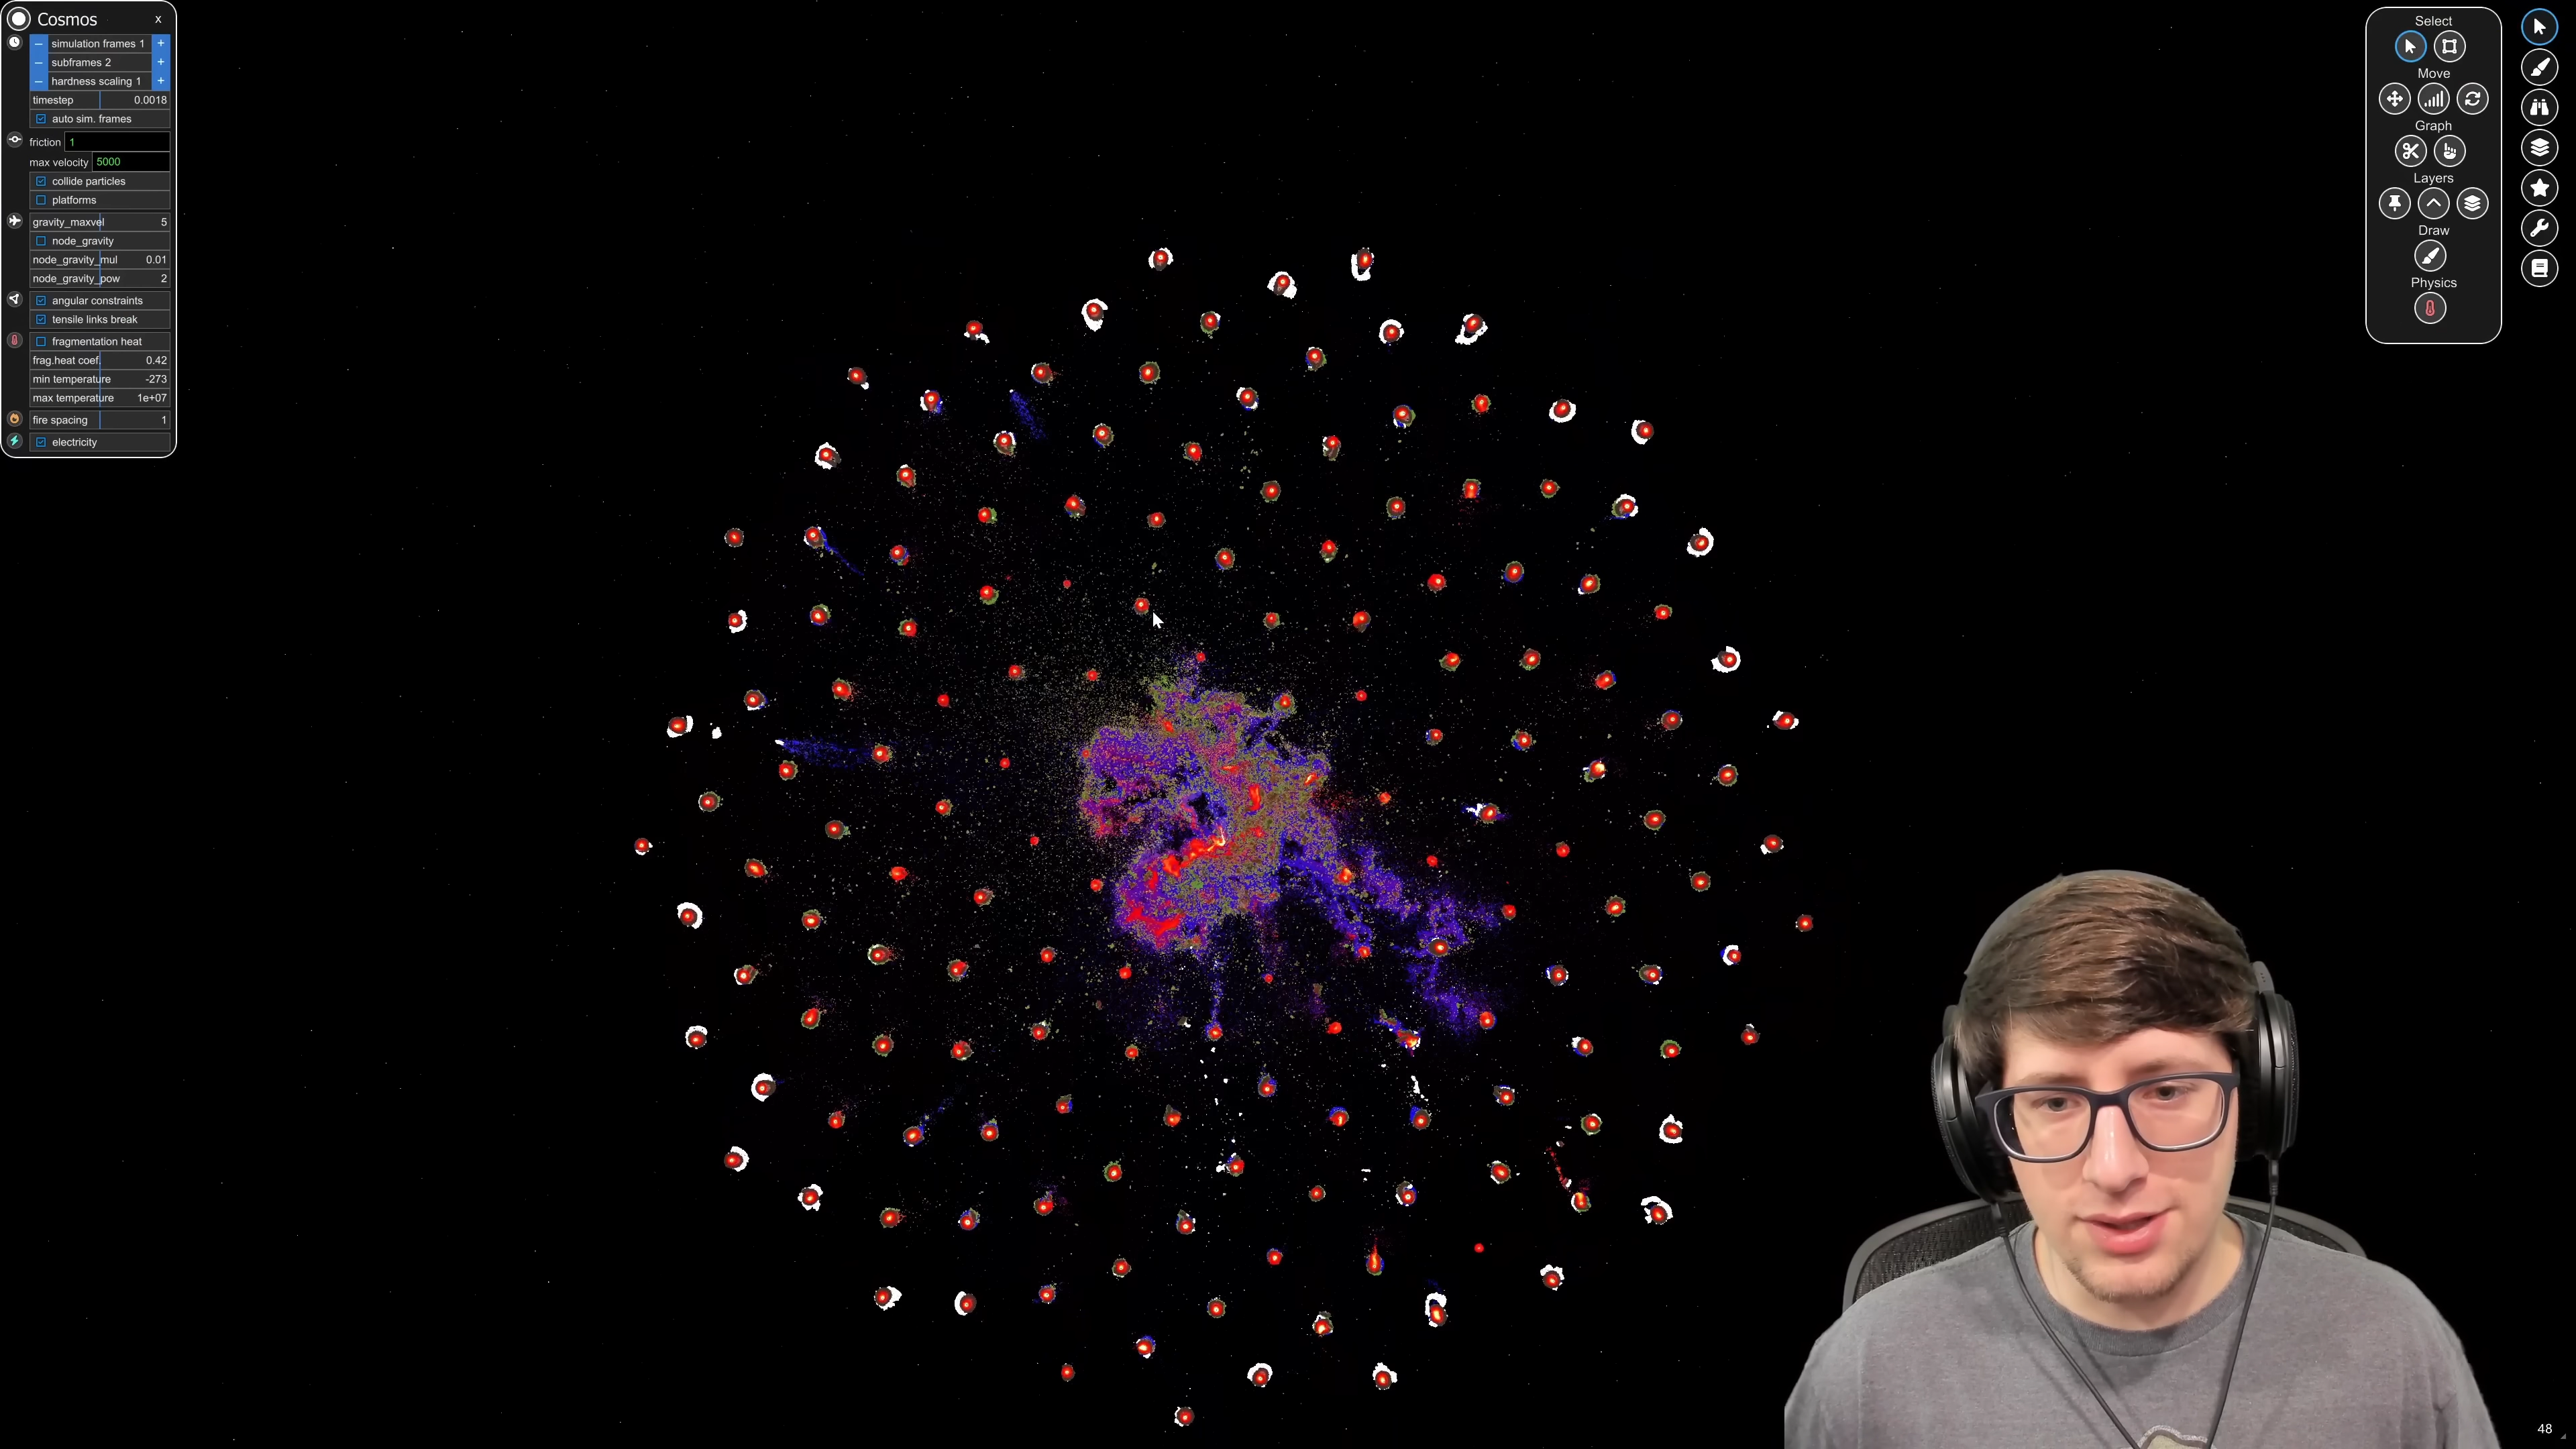 Cosmos x
– simulation frames 1 +
– subframes 2 +
– hardness scaling 1 +
timestep 0.0018
auto sim. frames
friction 1
max velocity 5000
collide particles
platforms
gravity_maxvel 5
node_gravity
node_gravity_mul 0.01
node_gravity_pow 2
angular constraints
tensile links break
fragmentation heat
frag.heat coef. 0.42
min temperature -273
max temperature 1e+07
fire spacing 1
electricity
Select
Move
Graph
Layers
Draw
Physics
48